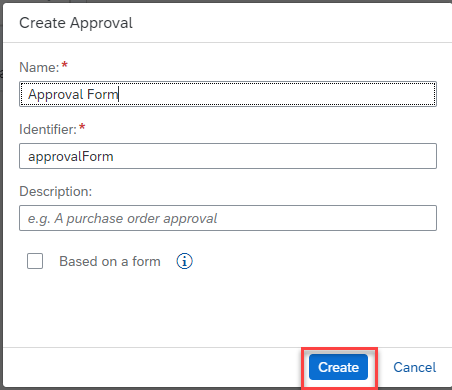 Create Approval
Name: *
Approval Form
Identifier: *
approvalForm
Description:
e.g. A purchase order approval
Based on a form
Create Cancel